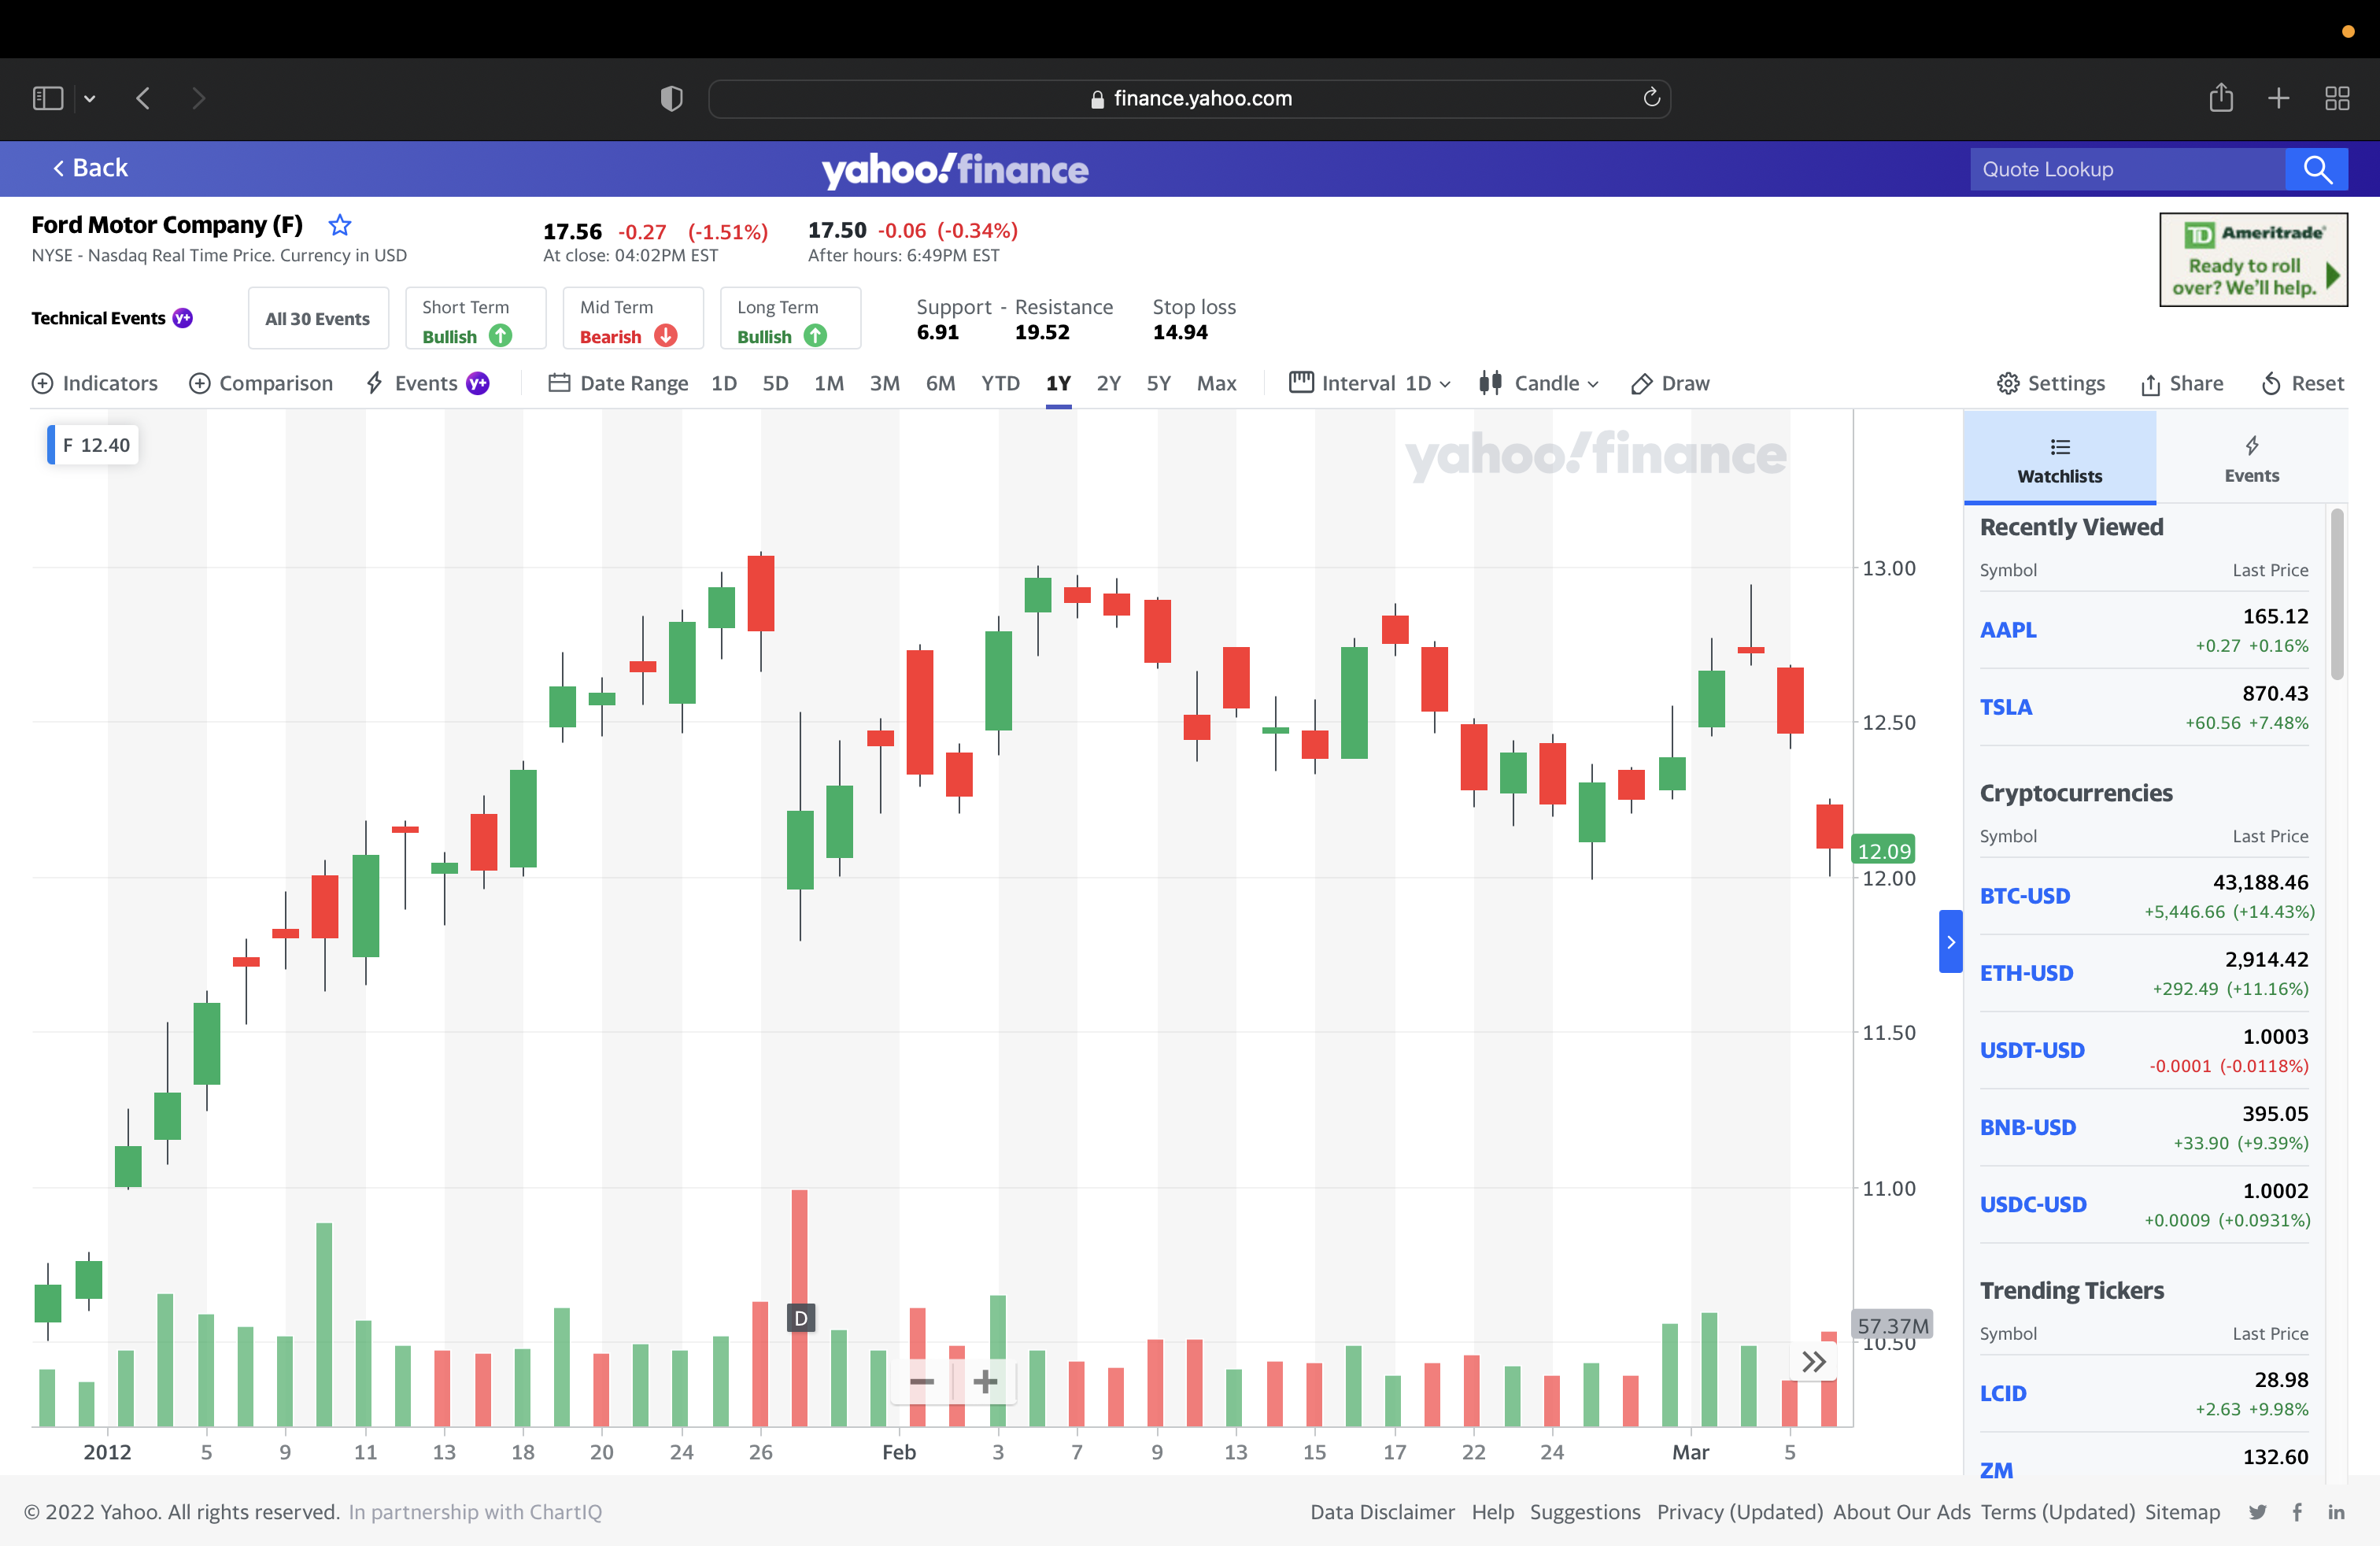 finance.yahoo.com
Back
yahoo!finance
Quote Lookup
Ford Motor Company (F)
17.56 -0.27 (-1.51%)
17.50 -0.06 (-0.34%)
NYSE - Nasdaq Real Time Price. Currency in USD
At close: 04:02PM EST
After hours: 6:49PM EST
TD Ameritrade
Ready to roll
over? We'll help.
Technical Events Y+
All 30 Events
Short Term
Bullish
Mid Term
Bearish
Long Term
Bullish
Support - Resistance
6.91 19.52
Stop loss
14.94
Indicators Comparison Events Y+ Date Range 1D 5D 1M 3M 6M YTD 1Y 2Y 5Y Max Interval 1D Candle Draw Settings Share Reset
F 12.40
yahoo!finance
13.00
12.50
12.09
12.00
11.50
11.00
57.37M
10.50
D
2012 5 9 11 13 18 20 24 26 Feb 3 7 9 13 15 17 22 24 Mar 5
Watchlists
Events
Recently Viewed
Symbol Last Price
AAPL 165.12
+0.27 +0.16%
TSLA 870.43
+60.56 +7.48%
Cryptocurrencies
Symbol Last Price
BTC-USD 43,188.46
+5,446.66 (+14.43%)
ETH-USD 2,914.42
+292.49 (+11.16%)
USDT-USD 1.0003
-0.0001 (-0.0118%)
BNB-USD 395.05
+33.90 (+9.39%)
USDC-USD 1.0002
+0.0009 (+0.0931%)
Trending Tickers
Symbol Last Price
LCID 28.98
+2.63 +9.98%
ZM 132.60
© 2022 Yahoo. All rights reserved. In partnership with ChartIQ
Data Disclaimer Help Suggestions Privacy (Updated) About Our Ads Terms (Updated) Sitemap